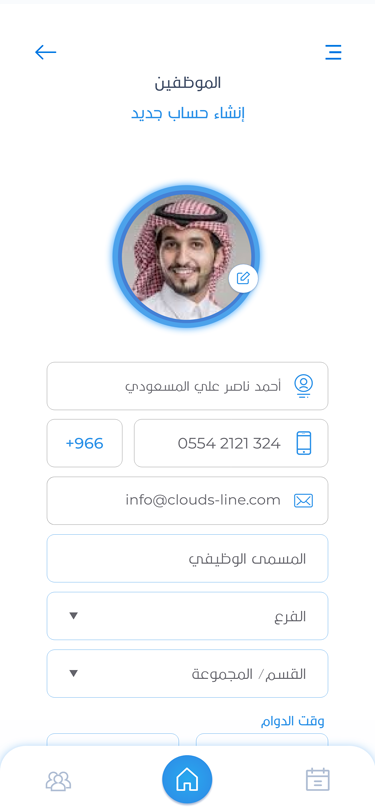 الموظفين
إنشاء حساب جديد
أحمد ناصر علي المسعودي
0554 2121 324
+966
info@clouds-line.com
المسمى الوظيفي
الفرع
القسم/ المجموعة
وقت الدوام